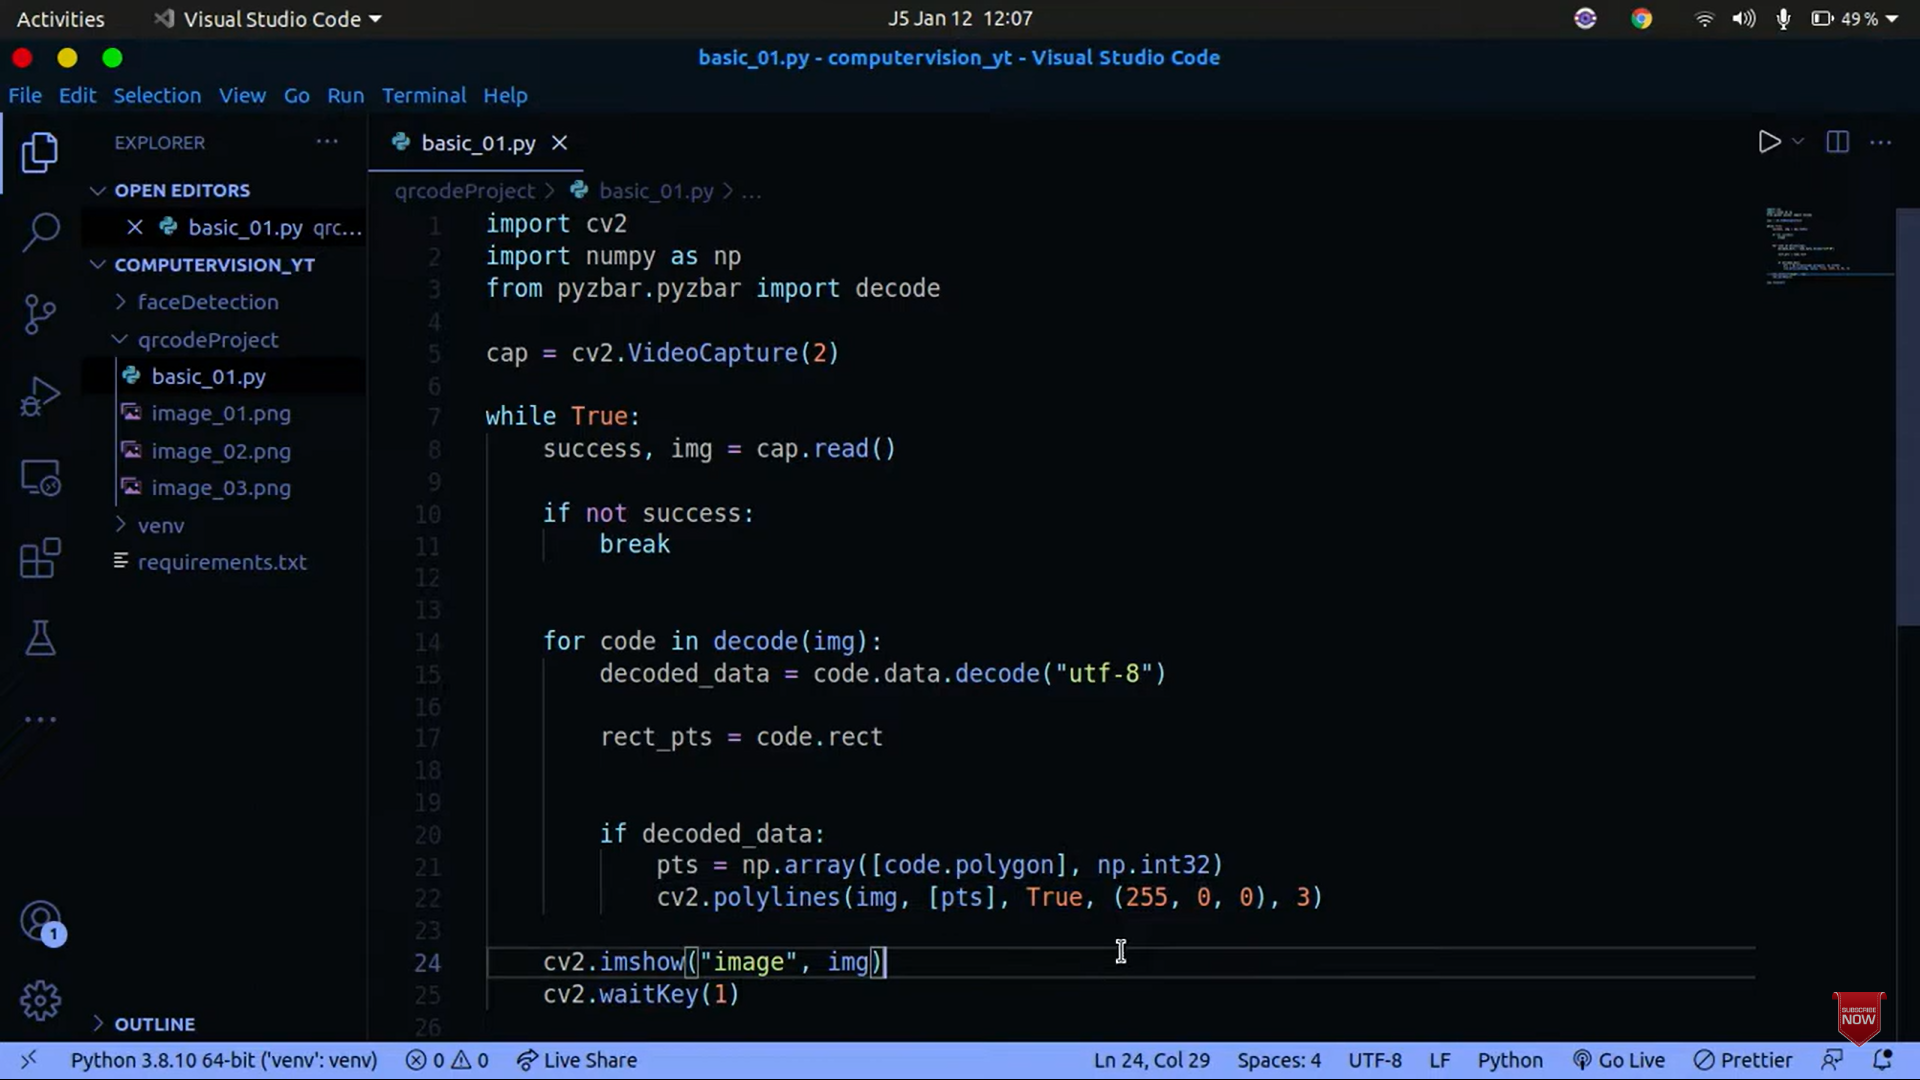 Activities
Visual Studio Code
J5 Jan 12 12:07
49 %
basic_01.py - computervision_yt - Visual Studio Code
File Edit Selection View Go Run Terminal Help
EXPLORER
OPEN EDITORS
basic_01.py qrc...
COMPUTERVISION_YT
faceDetection
qrcodeProject
basic_01.py
image_01.png
image_02.png
image_03.png
venv
requirements.txt
1
OUTLINE
basic_01.py
qrcodeProject > basic_01.py > ...
1 import cv2
2 import numpy as np
3 from pyzbar.pyzbar import decode
4
5 cap = cv2.VideoCapture(2)
6
7 while True:
8     success, img = cap.read()
9
10     if not success:
11         break
12
13
14     for code in decode(img):
15         decoded_data = code.data.decode("utf-8")
16
17         rect_pts = code.rect
18
19
20         if decoded_data:
21             pts = np.array([code.polygon], np.int32)
22             cv2.polylines(img, [pts], True, (255, 0, 0), 3)
23
24     cv2.imshow("image", img)
25     cv2.waitKey(1)
26
SUBSCRIBE
NOW
Python 3.8.10 64-bit ('venv': venv) 0 0 Live Share Ln 24, Col 29 Spaces: 4 UTF-8 LF Python Go Live Prettier